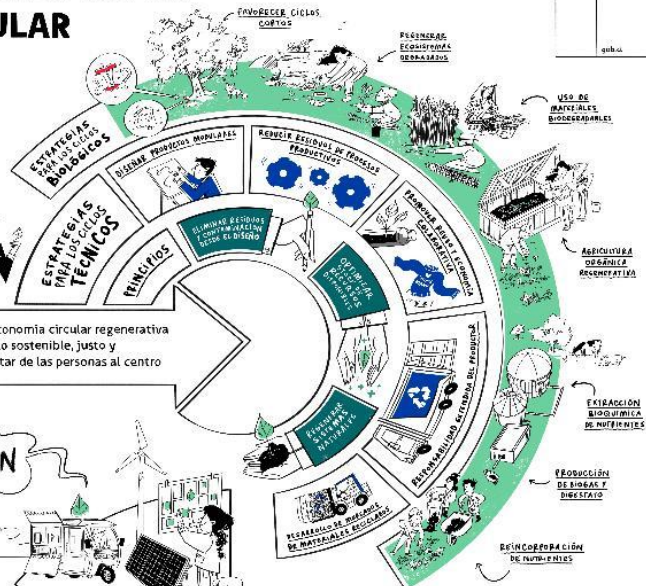 ULAR
FAVORECER CICLOS
CORTOS
REGENERAR
ECOSISTEMAS
DEGRADADOS
USO DE
MATERIALES
BIODEGRADABLES
AGRICULTURA
ORGÁNICA
REGENERATIVA
EXTRACCIÓN
BIOQUÍMICA
DE NUTRIENTES
PRODUCCIÓN
DE BIOGAS Y
DIGESTATO
REINCORPORACIÓN
DE NUTRIENTES
ESTRATEGIAS
PARA LOS CICLOS
BIOLÓGICOS
ESTRATEGIAS
PARA LOS CICLOS
TÉCNICOS
DISEÑAR PRODUCTOS MODULARES
REDUCIR RESIDUOS DE PROCESOS
PRODUCTIVOS
PROMOVER REUSO Y ECONOMÍA
COLABORATIVA
RESPONSABILIDAD EXTENDIDA DEL PRODUCTOR
DESARROLLO DE MERCADOS
DE MATERIALES RECICLADOS
PRINCIPIOS
ELIMINAR RESIDUOS
Y CONTAMINACIÓN
DESDE EL DISEÑO
OPTIMIZAR
RECURSOS
REGENERAR
SISTEMAS
NATURALES
conomía circular regenerativa
lo sostenible, justo y
tar de las personas al centro
N
gob.cl